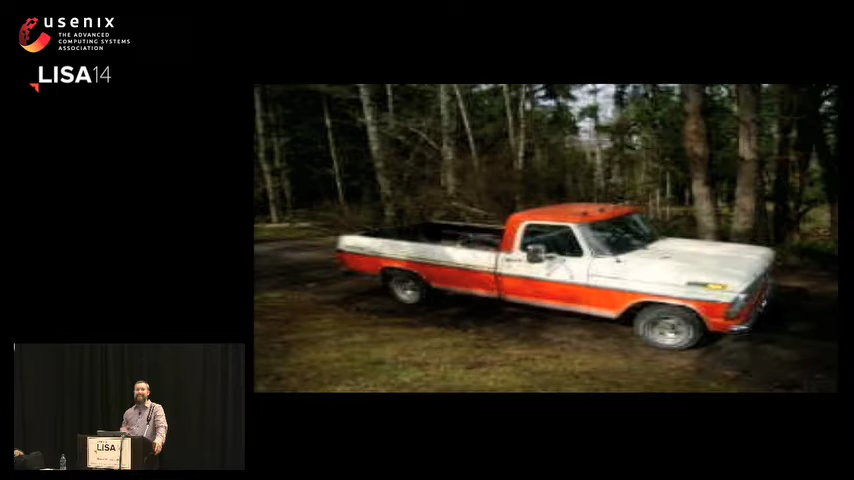 usenix
THE ADVANCED
COMPUTING SYSTEMS
ASSOCIATION
LISA14
LISA